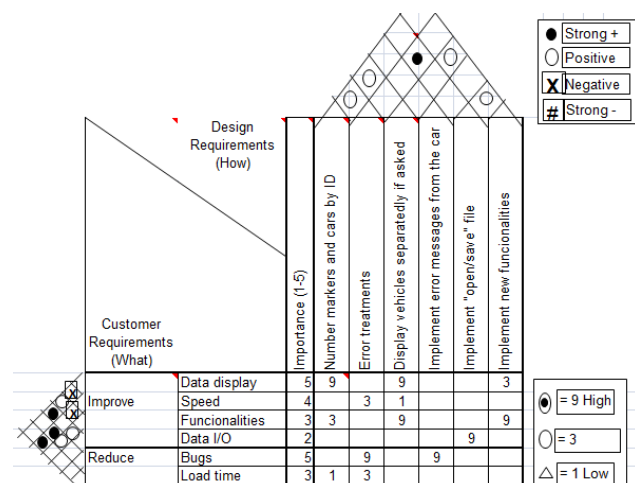 Strong +
Positive
X Negative
# Strong -
Design
Requirements
(How)
Importance (1-5)
Number markers and cars by ID
Error treatments
Display vehicles separatedly if asked
Implement error messages from the car
Implement "open/save" file
Implement new funcionalities
Customer
Requirements
(What)
Improve
Data display 5 9 9 3
Speed 4 3 1
Funcionalities 3 3 9 9
Data I/O 2 9
Reduce
Bugs 5 9 9
Load time 3 1 3
X
X
= 9 High
= 3
= 1 Low